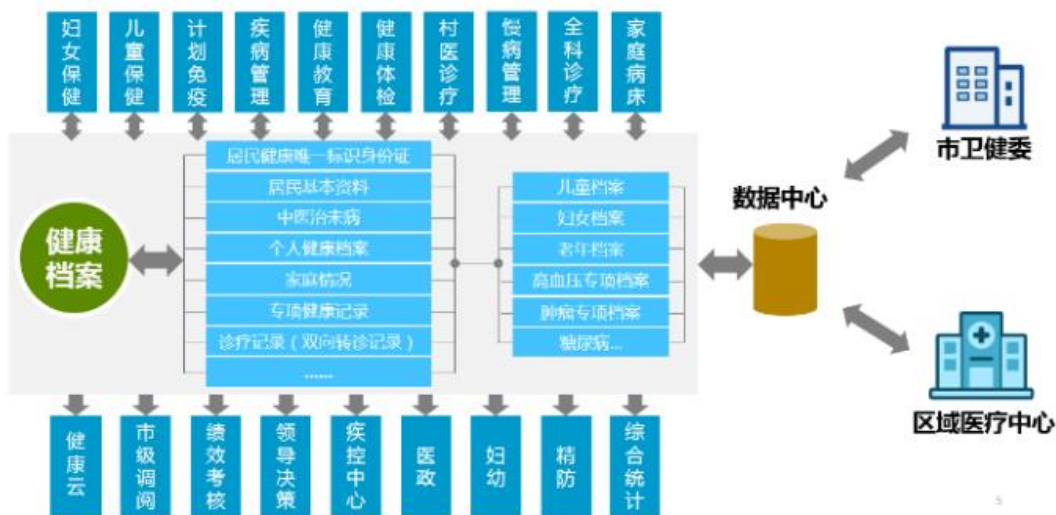 妇女保健
儿童保健
计划免疫
疾病管理
健康教育
健康体检
村医诊疗
慢病管理
全科诊疗
家庭病床
健康
档案
居民健康唯一标识身份证
居民基本资料
中医治未病
个人健康档案
家庭情况
专项健康记录
诊疗记录（双向转诊记录）
......
儿童档案
妇女档案
老年档案
高血压专项档案
肿瘤专项档案
糖尿病...
数据中心
市卫健委
区域医疗中心
健康云
市级调阅
绩效考核
领导决策
疾控中心
医政
妇幼
精防
综合统计
5